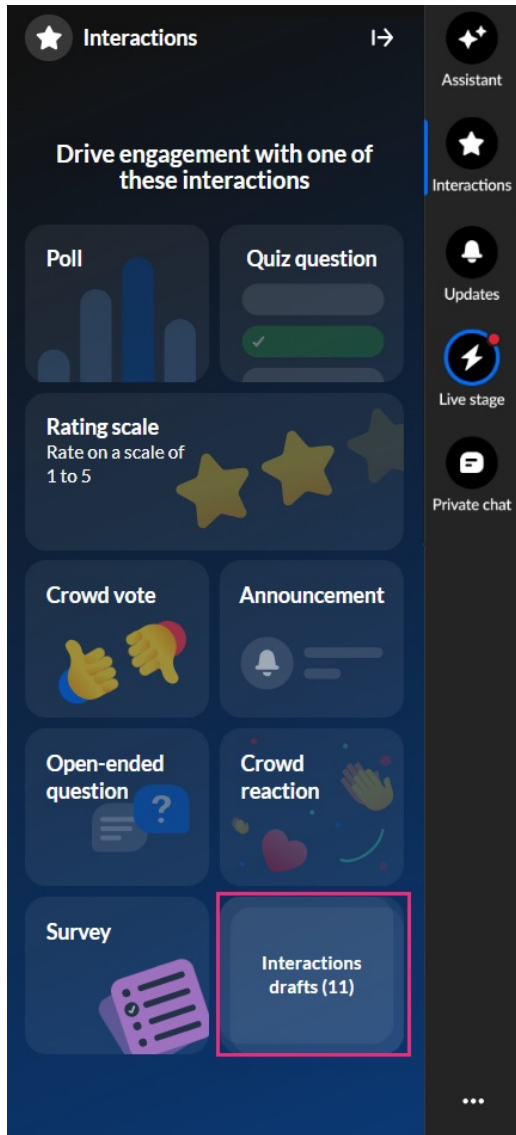 Interactions
Drive engagement with one of
these interactions
Poll
Quiz question
Rating scale
Rate on a scale of
1 to 5
Crowd vote
Announcement
Open-ended
question
?
Crowd
reaction
Survey
Interactions
drafts (11)
Assistant
Interactions
Updates
Live stage
Private chat